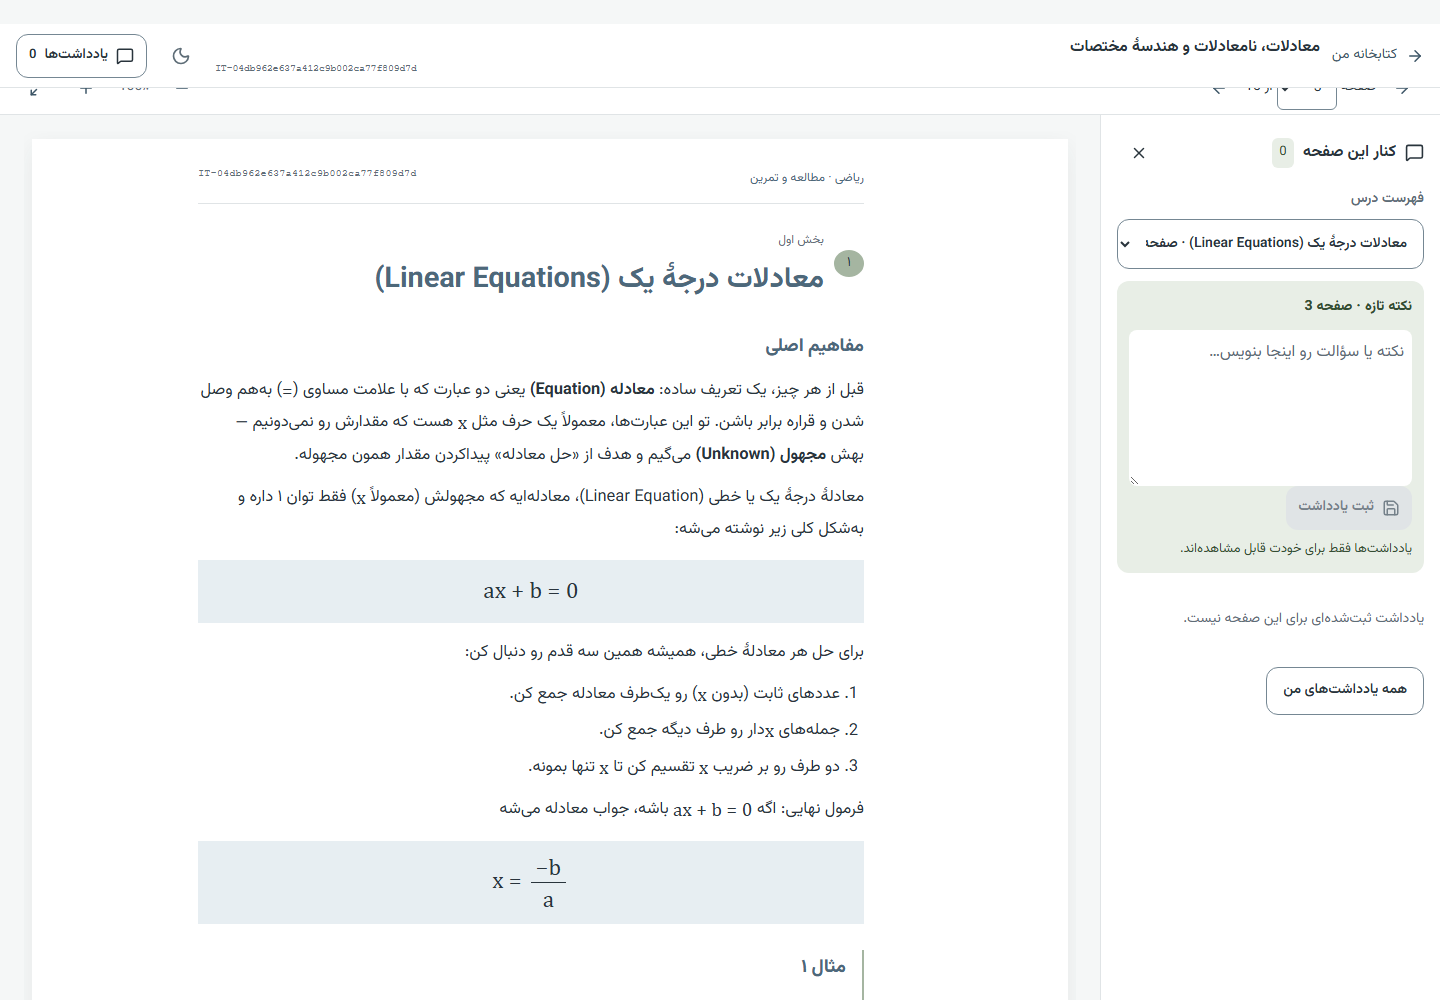 کتابخانه من
معادلات، نامعادلات و هندسهٔ مختصات
IT-04db962e637a412c9b002ca77f809d7d
یادداشت‌ها 0
کنار این صفحه 0
فهرست درس
معادلات درجهٔ یک (Linear Equations) · صفحه
نکته تازه · صفحه 3
نکته یا سؤالت رو اینجا بنویس…
ثبت یادداشت
یادداشت‌ها فقط برای خودت قابل مشاهده‌اند.
یادداشت ثبت‌شده‌ای برای این صفحه نیست.
همه یادداشت‌های من
ریاضی · مطالعه و تمرین
IT-04db962e637a412c9b002ca77f809d7d
بخش اول
۱
معادلات درجهٔ یک (Linear Equations)
مفاهیم اصلی
قبل از هر چیز، یک تعریف ساده: معادله (Equation) یعنی دو عبارت که با علامت مساوی (=) به‌هم وصل
شدن و قراره برابر باشن. تو این عبارت‌ها، معمولاً یک حرف مثل x هست که مقدارش رو نمی‌دونیم —
بهش مجهول (Unknown) می‌گیم و هدف از «حل معادله» پیداکردن مقدار همون مجهوله.
معادلهٔ درجهٔ یک یا خطی (Linear Equation)، معادله‌ایه که مجهولش (معمولاً x) فقط توان ۱ داره و
به‌شکل کلی زیر نوشته می‌شه:
ax + b = 0
برای حل هر معادلهٔ خطی، همیشه همین سه قدم رو دنبال کن:
1. عددهای ثابت (بدون x) رو یک‌طرف معادله جمع کن.
2. جمله‌های xدار رو طرف دیگه جمع کن.
3. دو طرف رو بر ضریب x تقسیم کن تا x تنها بمونه.
فرمول نهایی: اگه ax + b = 0 باشه، جواب معادله می‌شه
x = −b / a
مثال ۱